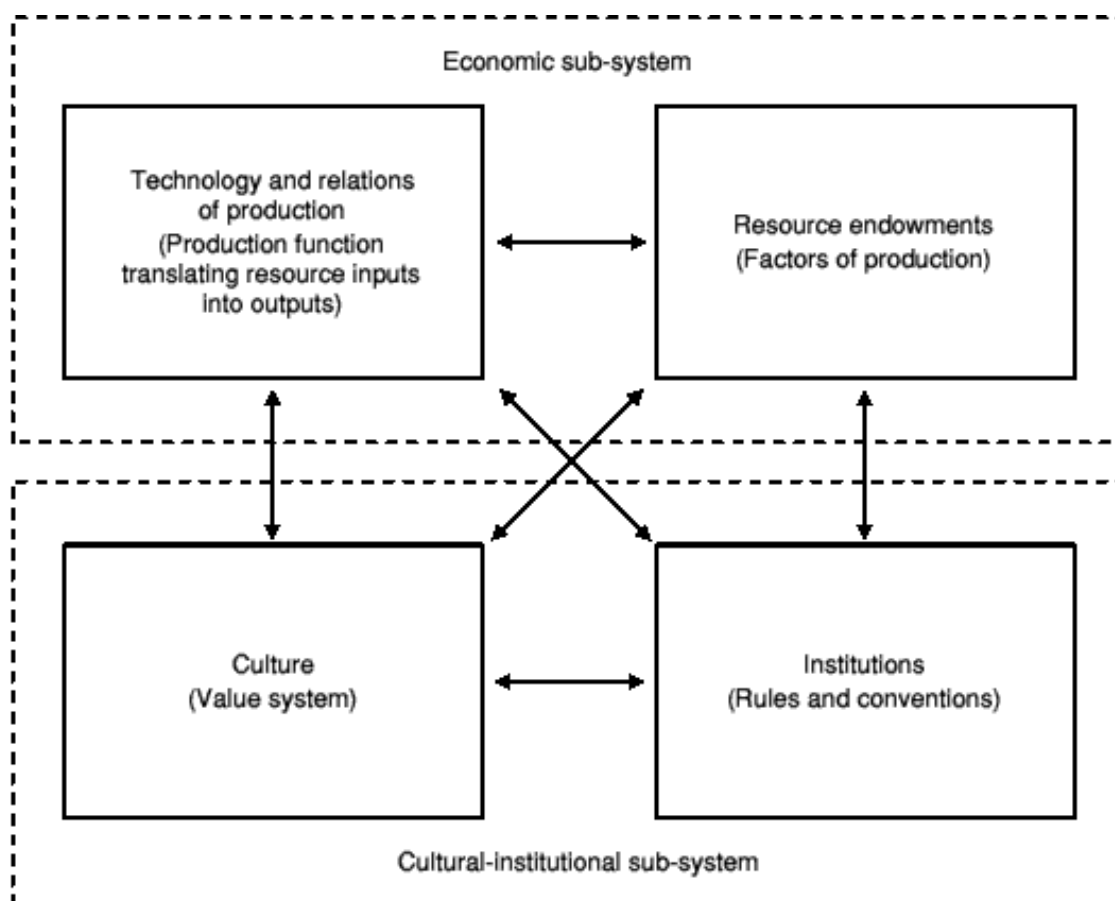 Economic sub-system
Technology and relations
of production
(Production function
translating resource inputs
into outputs)
Resource endowments
(Factors of production)
Culture
(Value system)
Institutions
(Rules and conventions)
Cultural-institutional sub-system